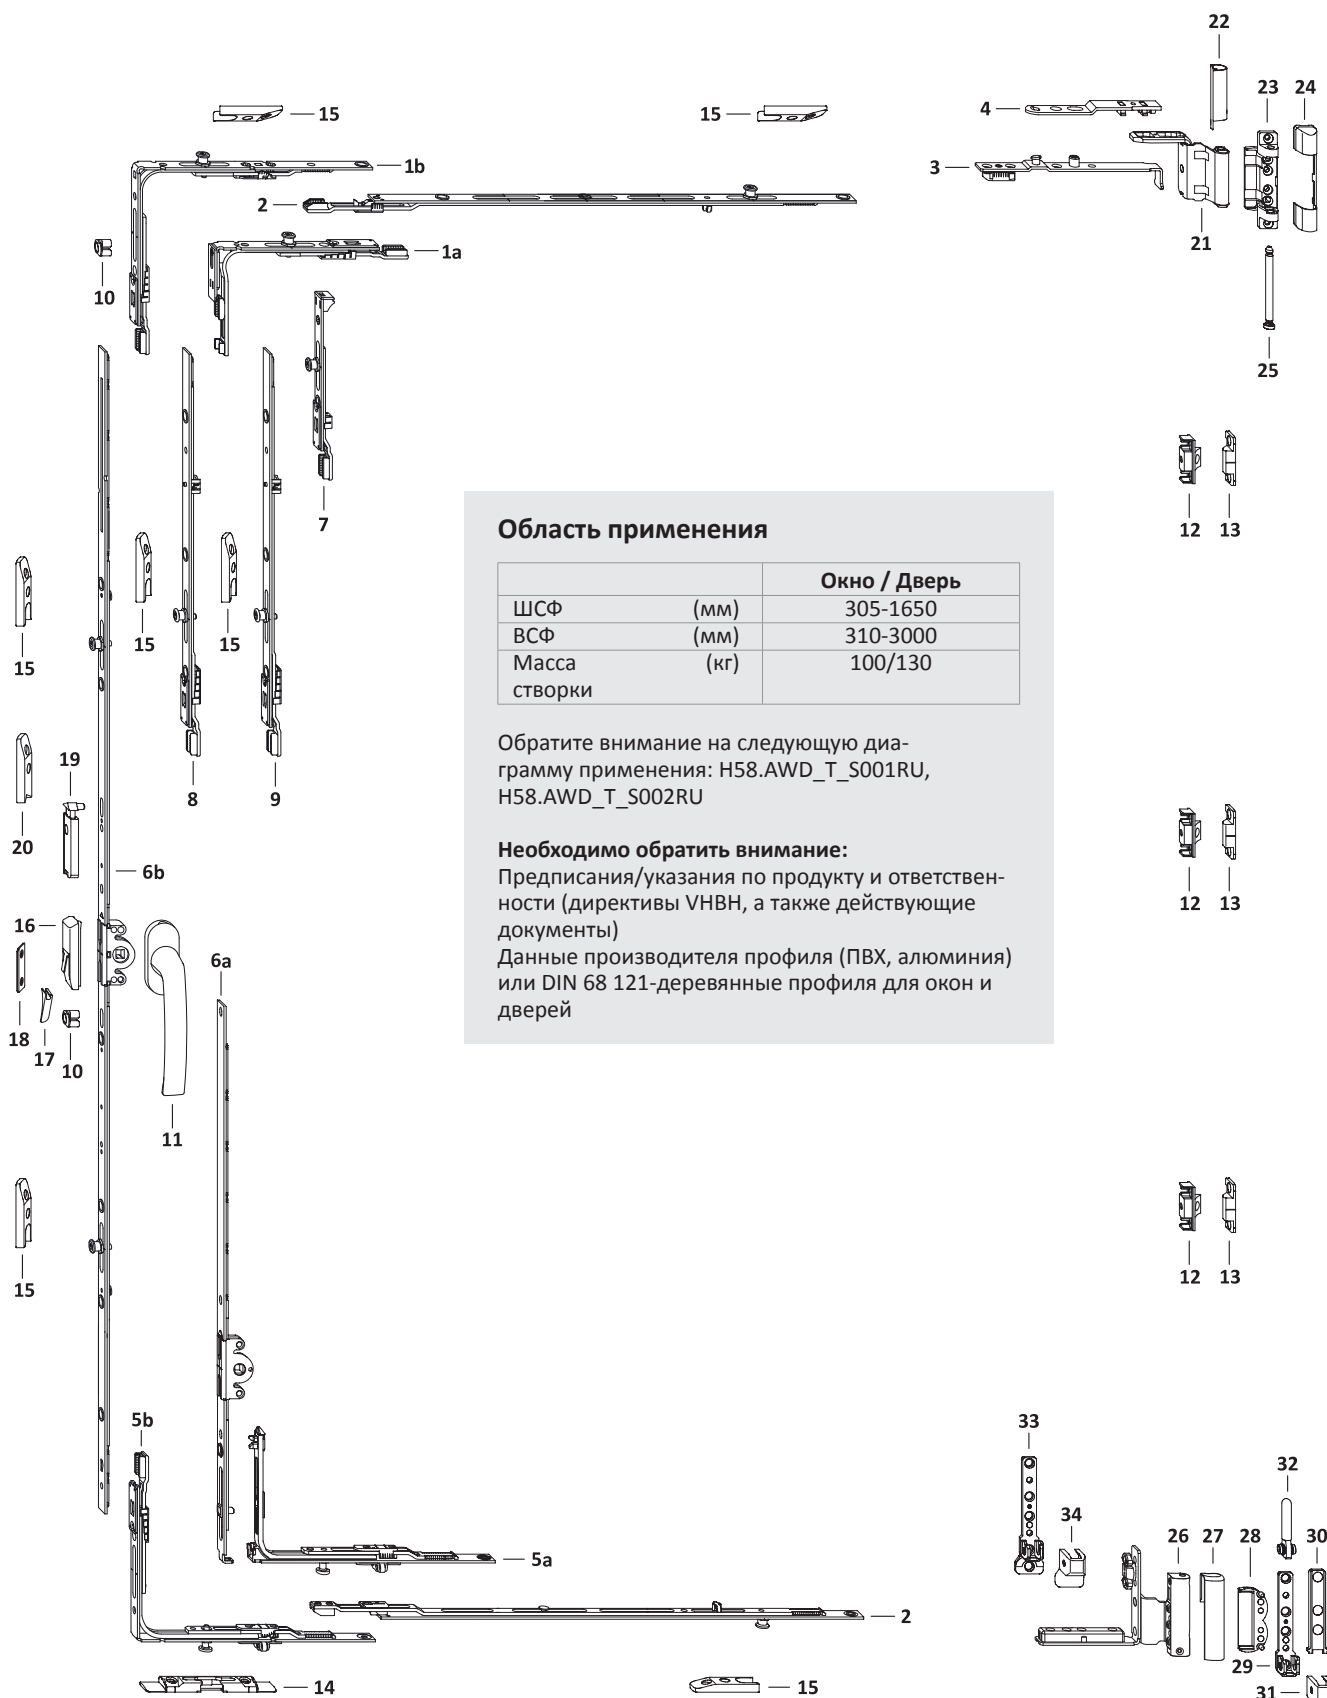 22
23 24
4
15
15
1b
3
2
21
1a
10
25
7
12 13
Область применения
Окно / Дверь
ШСФ (мм) 305-1650
ВСФ (мм) 310-3000
Масса (кг) 100/130
створки
Обратите внимание на следующую диа-
грамму применения: H58.AWD_T_S001RU,
H58.AWD_T_S002RU
Необходимо обратить внимание:
Предписания/указания по продукту и ответствен-
ности (директивы VHBH, а также действующие
документы)
Данные производителя профиля (ПВХ, алюминия)
или DIN 68 121-деревянные профиля для окон и
дверей
15 15
15
19
8 9
20
6b
12 13
16
6a
18
17
10
11
15
12 13
5b
33
32
34
26 27 28 30
5a
2
29
14
15
31